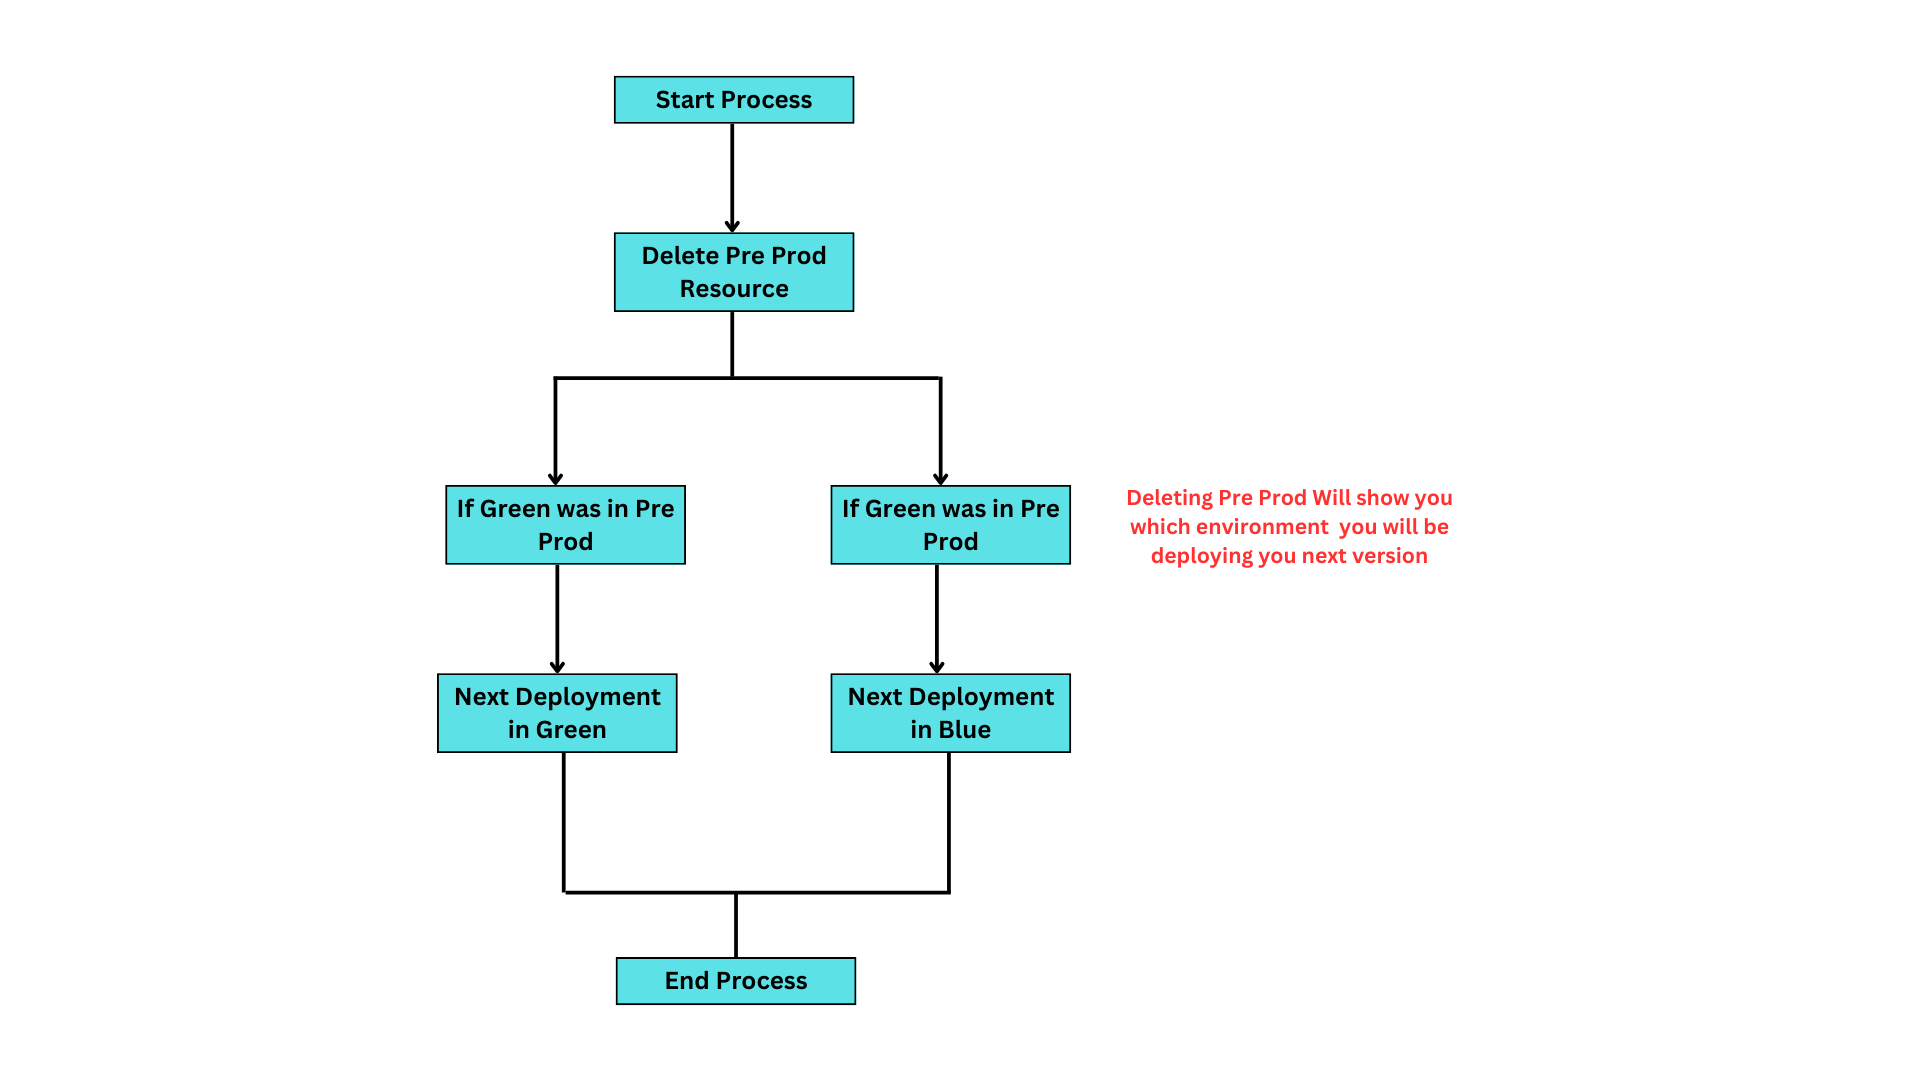 Start Process
Delete Pre Prod
Resource
If Green was in Pre
Prod
If Green was in Pre
Prod
Deleting Pre Prod Will show you
which environment  you will be
deploying you next version
Next Deployment
in Green
Next Deployment
in Blue
End Process